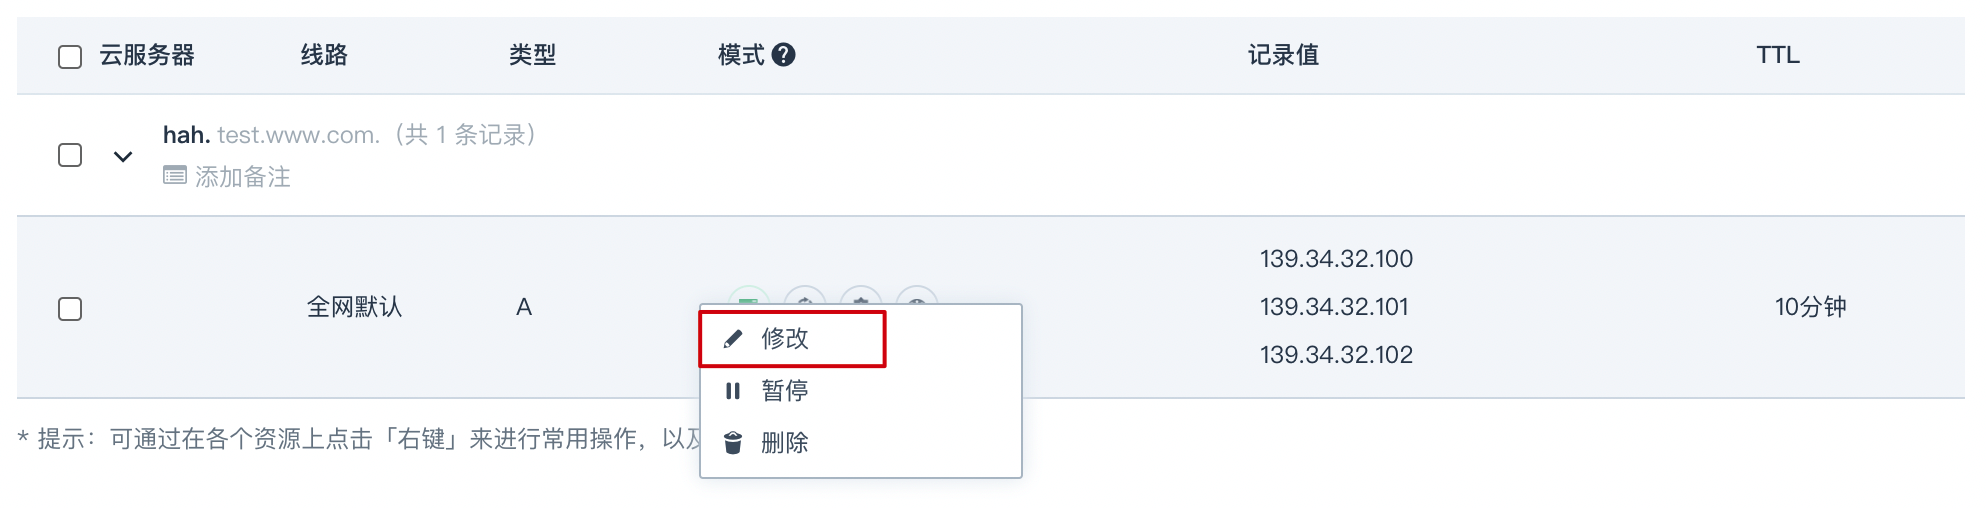 云服务器 线路 类型 模式 ? 记录值 TTL
hah. test.www.com.（共 1 条记录）
添加备注
全网默认 A 139.34.32.100
139.34.32.101
139.34.32.102
10分钟
修改
暂停
删除
* 提示：可通过在各个资源上点击「右键」来进行常用操作，以及